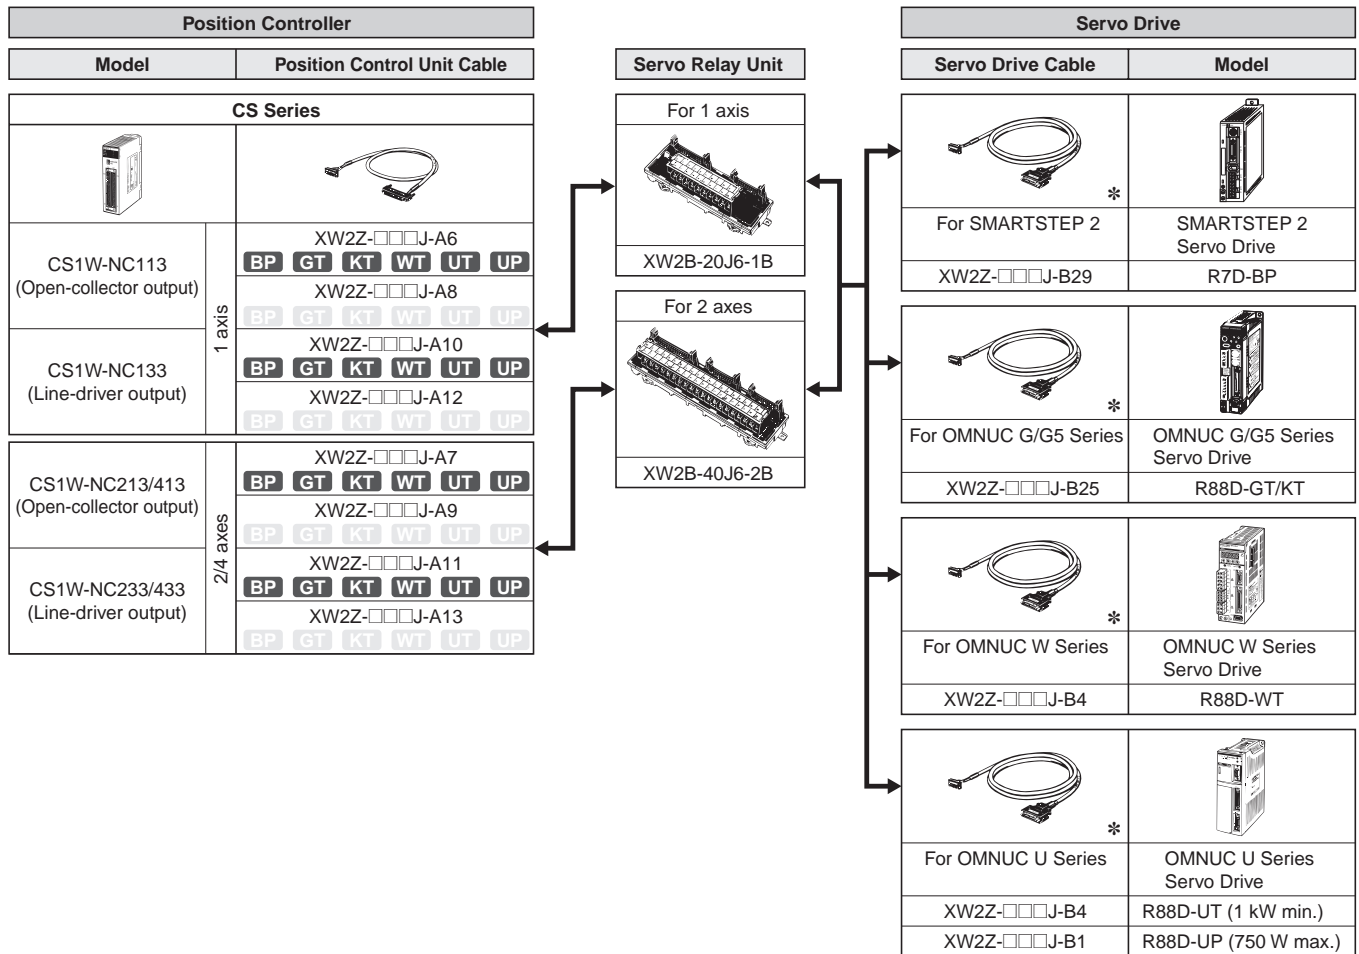 Position Controller
Model
Position Control Unit Cable
CS Series
CS1W-NC113
(Open-collector output)
CS1W-NC133
(Line-driver output)
1 axis
XW2Z-□□□J-A6
BP GT KT WT UT UP
XW2Z-□□□J-A8
BP GT KT WT UT UP
XW2Z-□□□J-A10
BP GT KT WT UT UP
XW2Z-□□□J-A12
BP GT KT WT UT UP
CS1W-NC213/413
(Open-collector output)
CS1W-NC233/433
(Line-driver output)
2/4 axes
XW2Z-□□□J-A7
BP GT KT WT UT UP
XW2Z-□□□J-A9
BP GT KT WT UT UP
XW2Z-□□□J-A11
BP GT KT WT UT UP
XW2Z-□□□J-A13
BP GT KT WT UT UP
Servo Relay Unit
For 1 axis
XW2B-20J6-1B
For 2 axes
XW2B-40J6-2B
Servo Drive
Servo Drive Cable
Model
*
For SMARTSTEP 2
SMARTSTEP 2
Servo Drive
XW2Z-□□□J-B29
R7D-BP
*
For OMNUC G/G5 Series
OMNUC G/G5 Series
Servo Drive
XW2Z-□□□J-B25
R88D-GT/KT
*
For OMNUC W Series
OMNUC W Series
Servo Drive
XW2Z-□□□J-B4
R88D-WT
*
For OMNUC U Series
OMNUC U Series
Servo Drive
XW2Z-□□□J-B4
R88D-UT (1 kW min.)
XW2Z-□□□J-B1
R88D-UP (750 W max.)